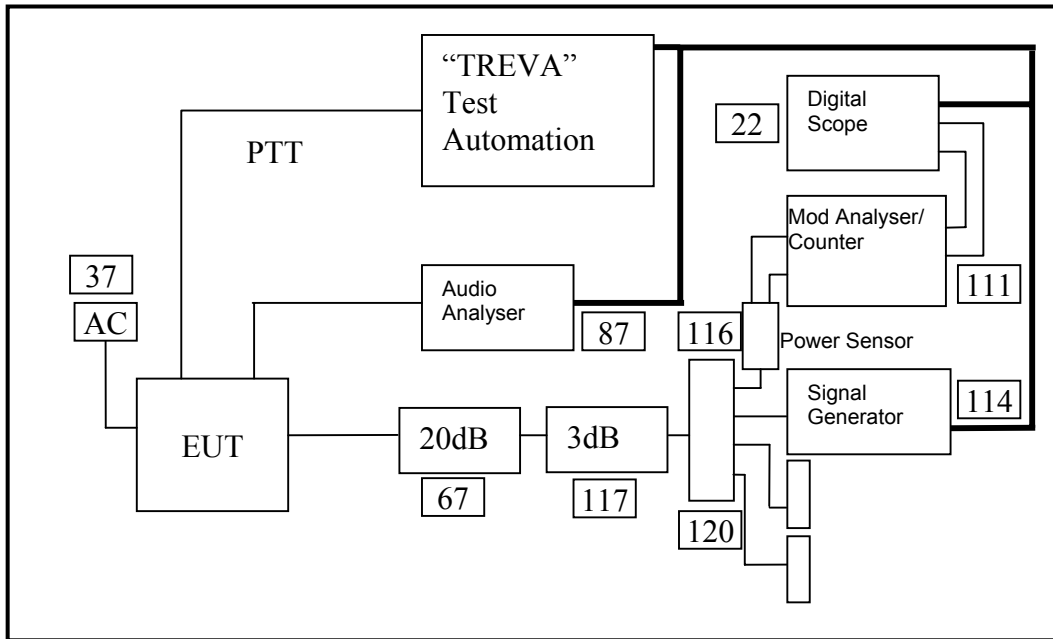 “TREVA”
Test
Automation
PTT
Digital
Scope
22
Mod Analyser/
Counter
111
37
AC
Audio
Analyser
87
116
Power Sensor
Signal
Generator
114
EUT
20dB
3dB
67
117
120